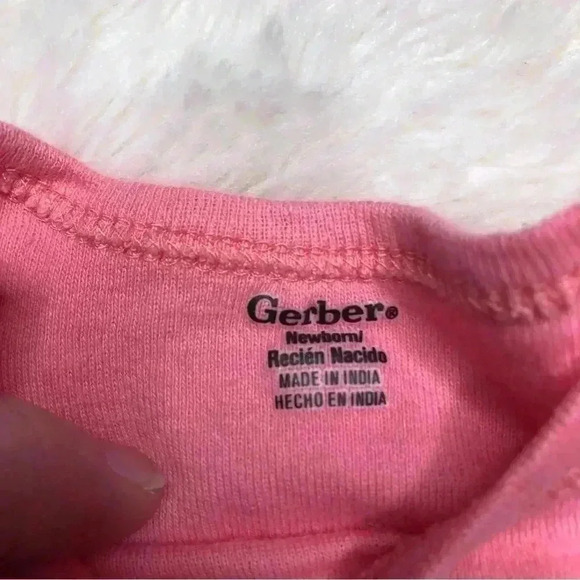 Gerber®
Newborn/
Recién Nacido
MADE IN INDIA
HECHO EN INDIA